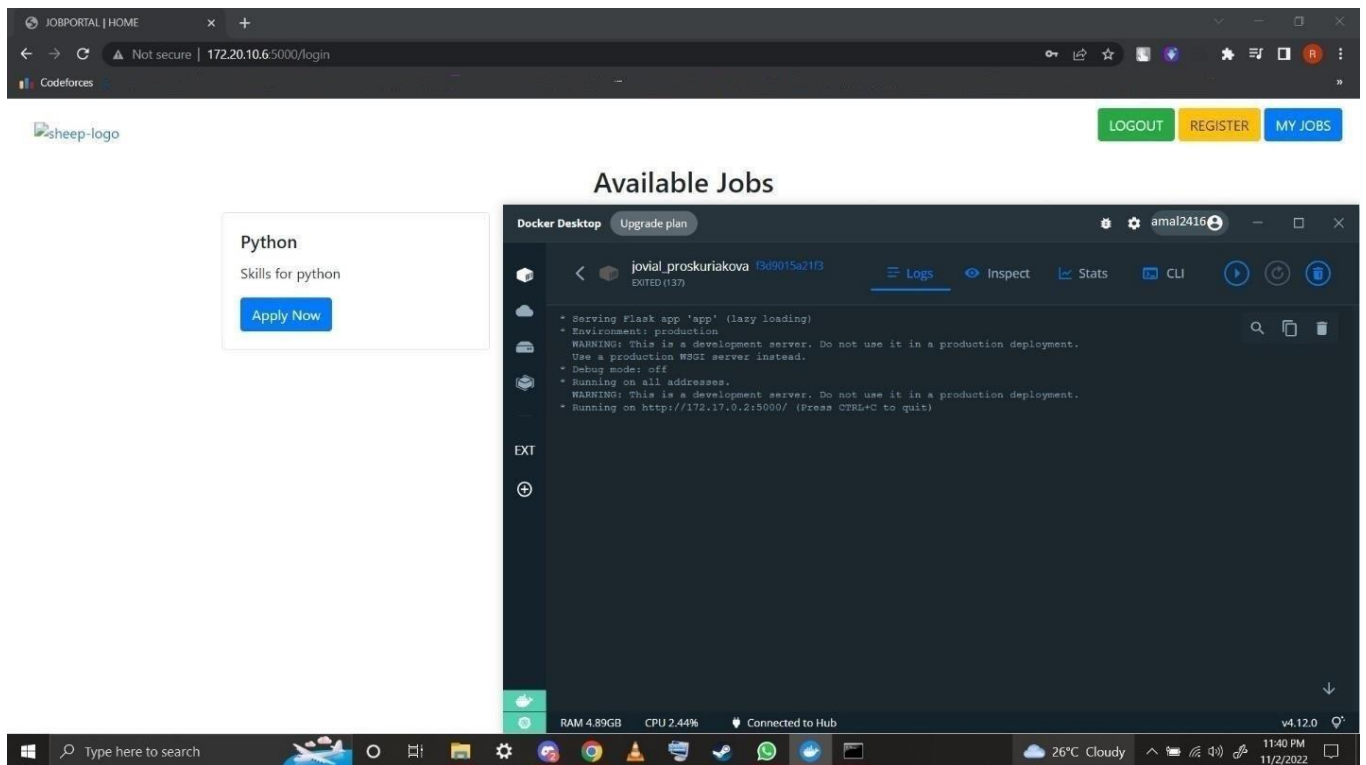 JOBPORTAL | HOME
Not secure | 172.20.10.6:5000/login
R
Codeforces
sheep-logo
LOGOUT
REGISTER
MY JOBS
Available Jobs
Python
Skills for python
Apply Now
Docker Desktop
Upgrade plan
amal2416
jovial_proskuriakova f3d9015a21f3
EXITED (137)
Logs
Inspect
Stats
CLI
* Serving Flask app 'app' (lazy loading)
* Environment: production
WARNING: This is a development server. Do not use it in a production deployment.
Use a production WSGI server instead.
* Debug mode: off
* Running on all addresses.
WARNING: This is a development server. Do not use it in a production deployment.
* Running on http://172.17.0.2:5000/ (Press CTRL+C to quit)
EXT
RAM 4.89GB CPU 2.44% Connected to Hub
v4.12.0
Type here to search
26°C Cloudy
11:40 PM
11/2/2022